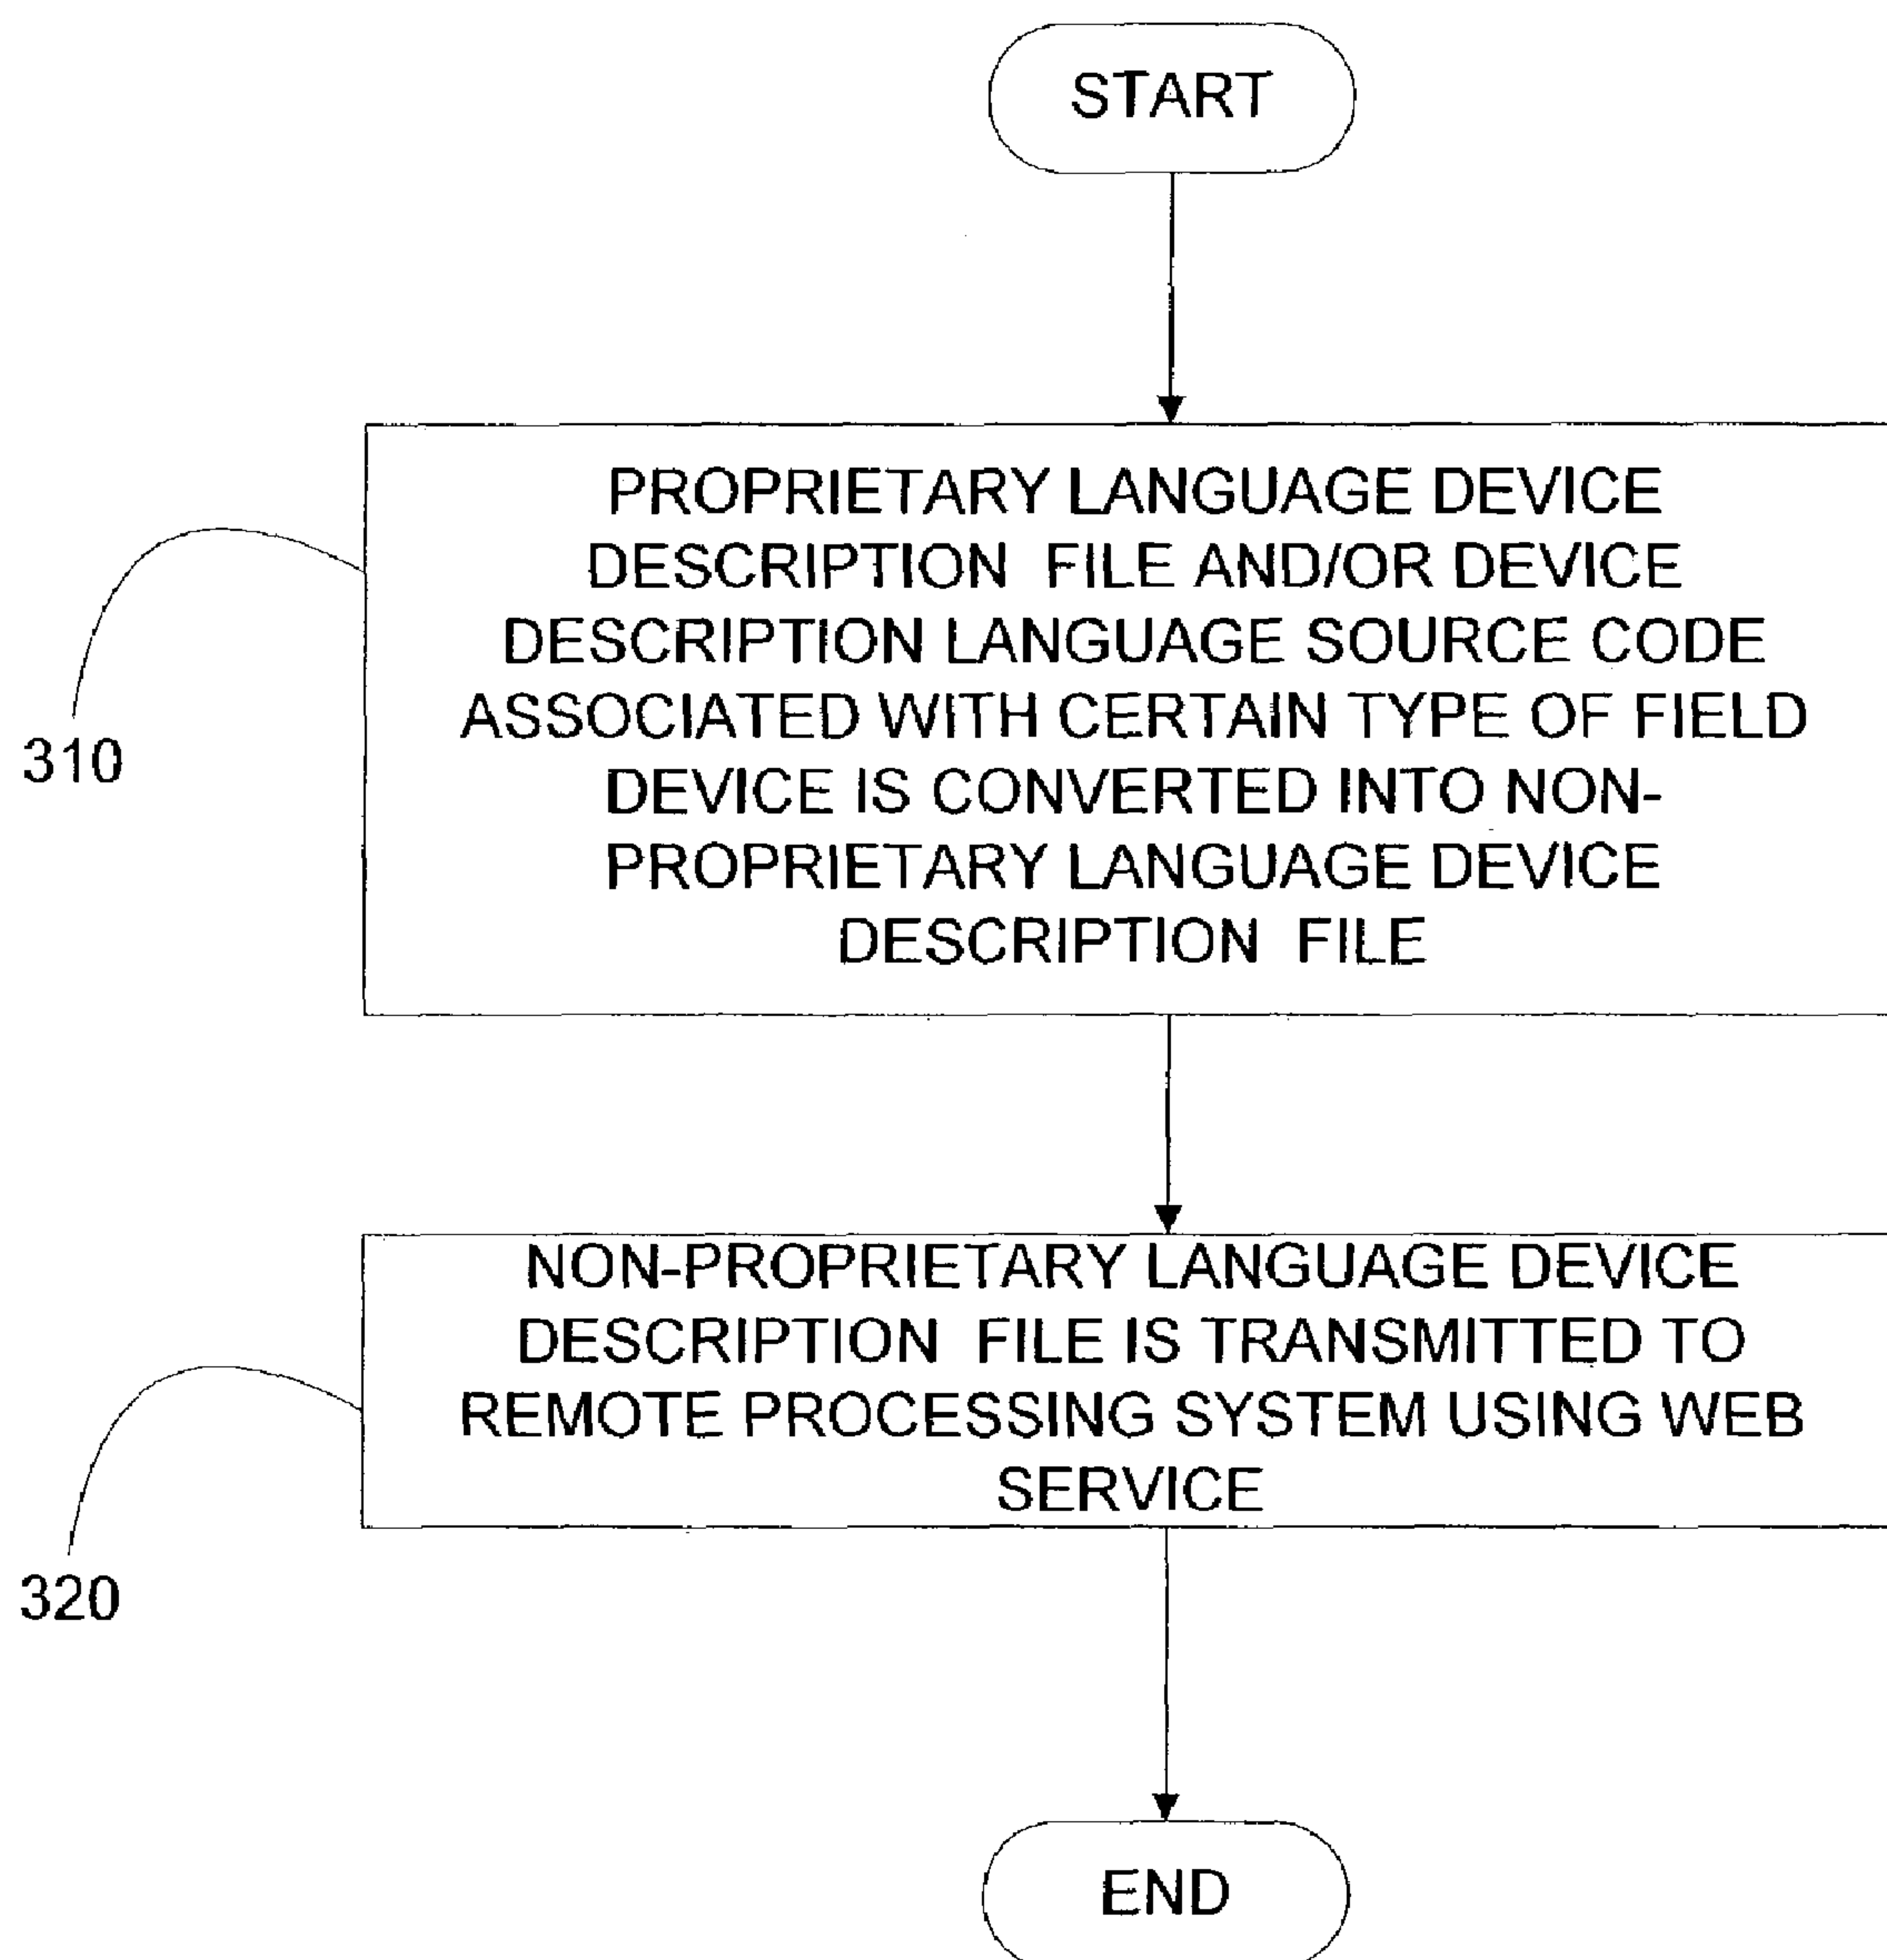 START
PROPRIETARY LANGUAGE DEVICE
DESCRIPTION FILE AND/OR DEVICE
DESCRIPTION LANGUAGE SOURCE CODE
ASSOCIATED WITH CERTAIN TYPE OF FIELD
DEVICE IS CONVERTED INTO NON-
PROPRIETARY LANGUAGE DEVICE
DESCRIPTION FILE
310
NON-PROPRIETARY LANGUAGE DEVICE
DESCRIPTION FILE IS TRANSMITTED TO
REMOTE PROCESSING SYSTEM USING WEB
SERVICE
320
END